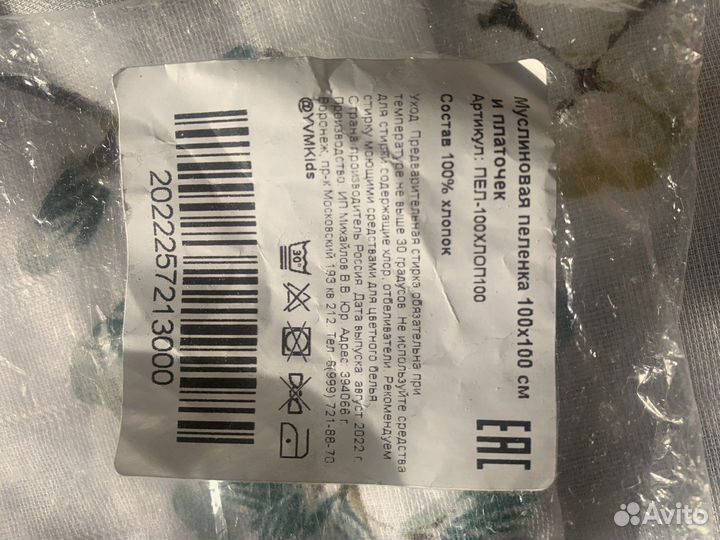 Муслиновая пеленка 100х100 см
и платочек
Артикул: ПЕЛ-100ХЛОП100
Состав 100% хлопок
Уход. Предварительная стирка обязательна при
температуре не выше 30 градусов. Не используйте средства
для стирки, содержащие хлор, отбеливатели. Рекомендуем
стирку моющими средствами для цветного белья.
Страна-производитель Россия. Дата выпуска: август 2022 г.
Производство: ИП Михайлов В.В. Юр. Адрес: 394066 г.
Воронеж, пр-к Московский 193 кв 212. Тел. 8(999) 721-88-70
@YVMKids
EAC
30°
2022257213000
Avito